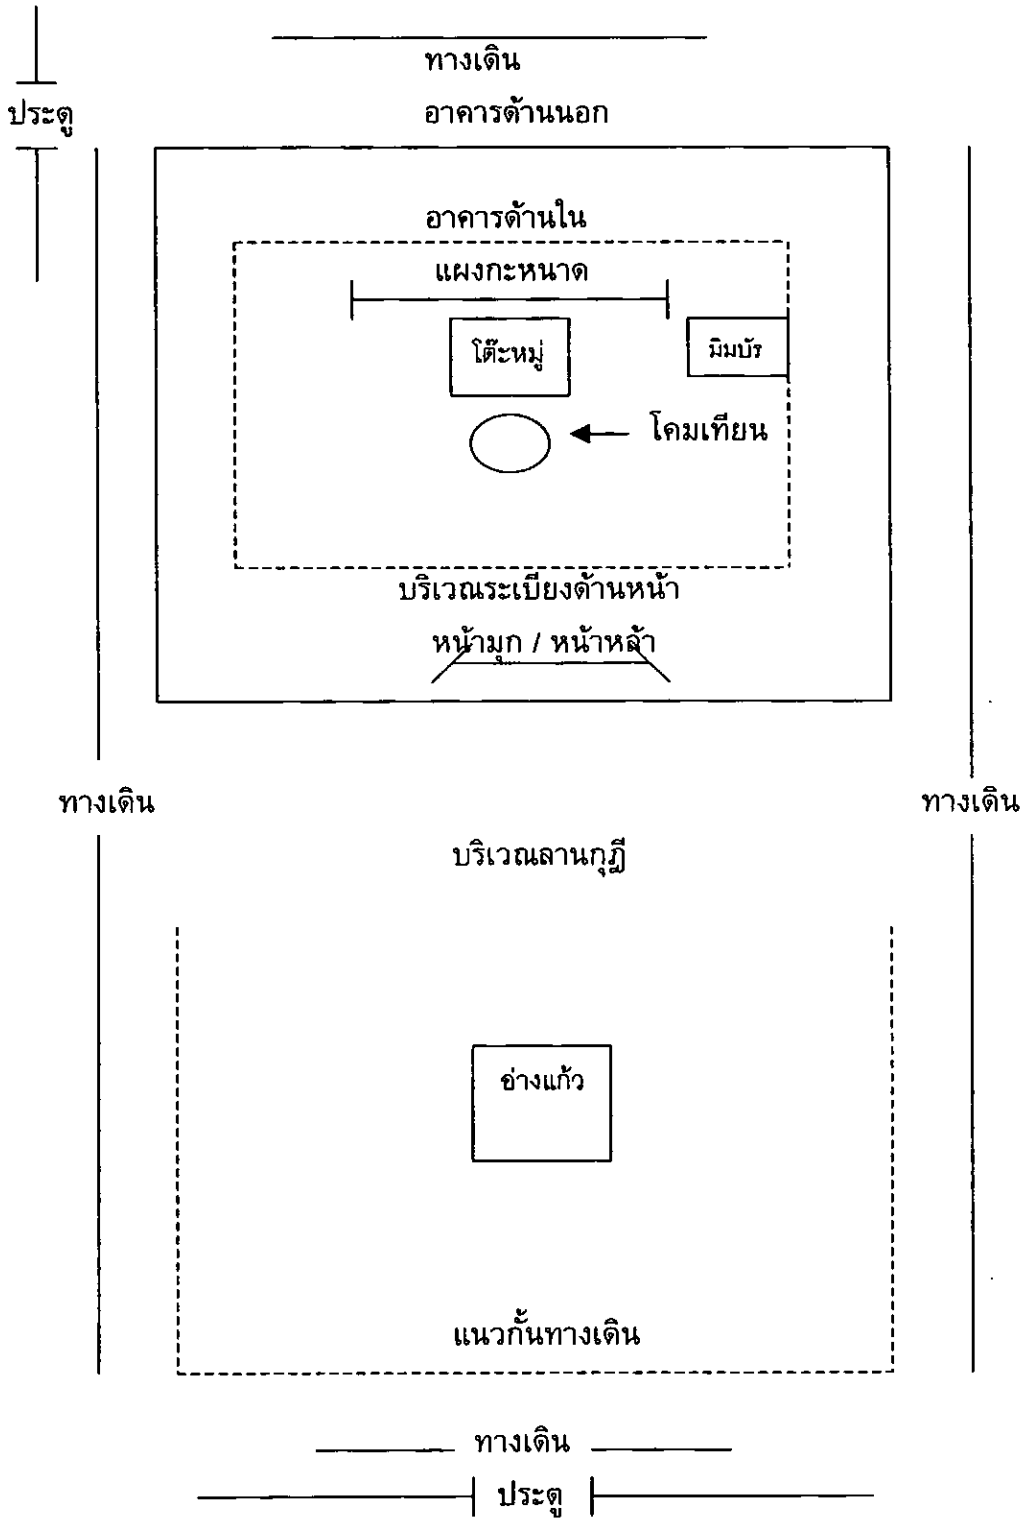 ทางเดิน
ประตู
อาคารด้านนอก
อาคารด้านใน
แผงกะหนาด
โต๊ะหมู่
มิมบัร
โคมเทียน
บริเวณระเบียงด้านหน้า
หน้ามุก / หน้าหล้า
ทางเดิน
ทางเดิน
บริเวณลานกุฎี
อ่างแก้ว
แนวกั้นทางเดิน
ทางเดิน
ประตู